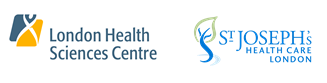 London Health
Sciences Centre
ST JOSEPH'S
HEALTH CARE
LONDON